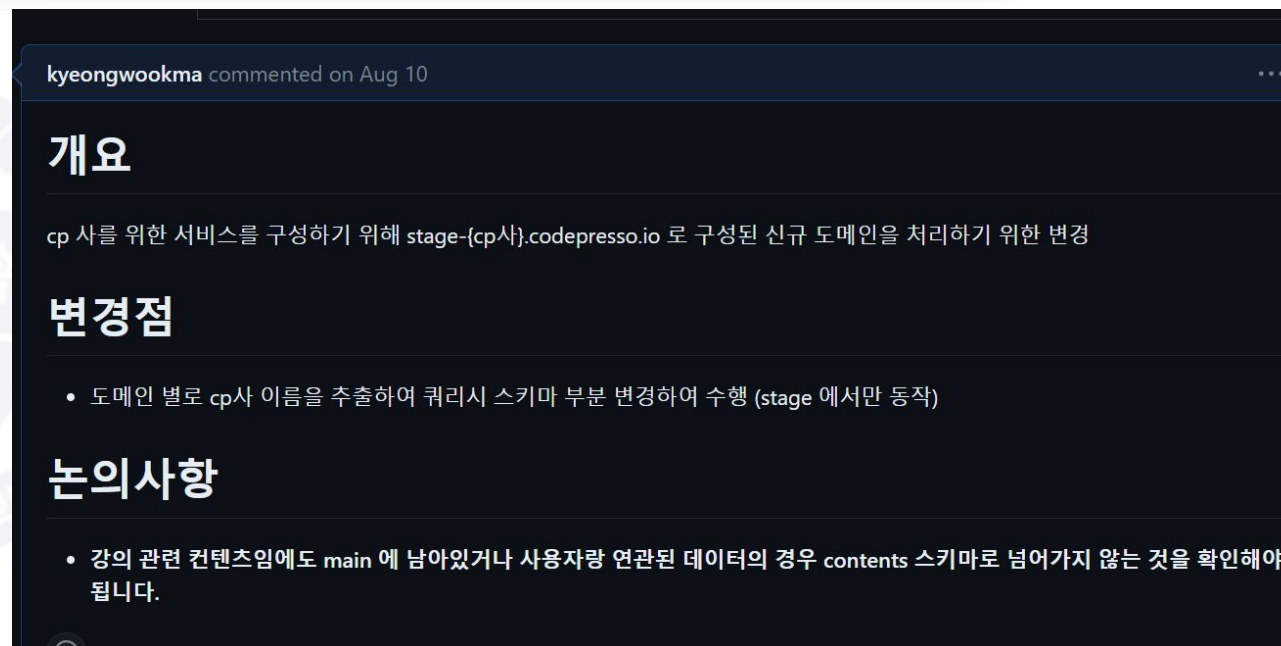 kyeongwookma commented on Aug 10
개요
cp 사를 위한 서비스를 구성하기 위해 stage-{cp사}.codepresso.io 로 구성된 신규 도메인을 처리하기 위한 변경
변경점
• 도메인 별로 cp사 이름을 추출하여 쿼리시 스키마 부분 변경하여 수행 (stage 에서만 동작)
논의사항
• 강의 관련 컨텐츠임에도 main 에 남아있거나 사용자랑 연관된 데이터의 경우 contents 스키마로 넘어가지 않는 것을 확인해야
됩니다.